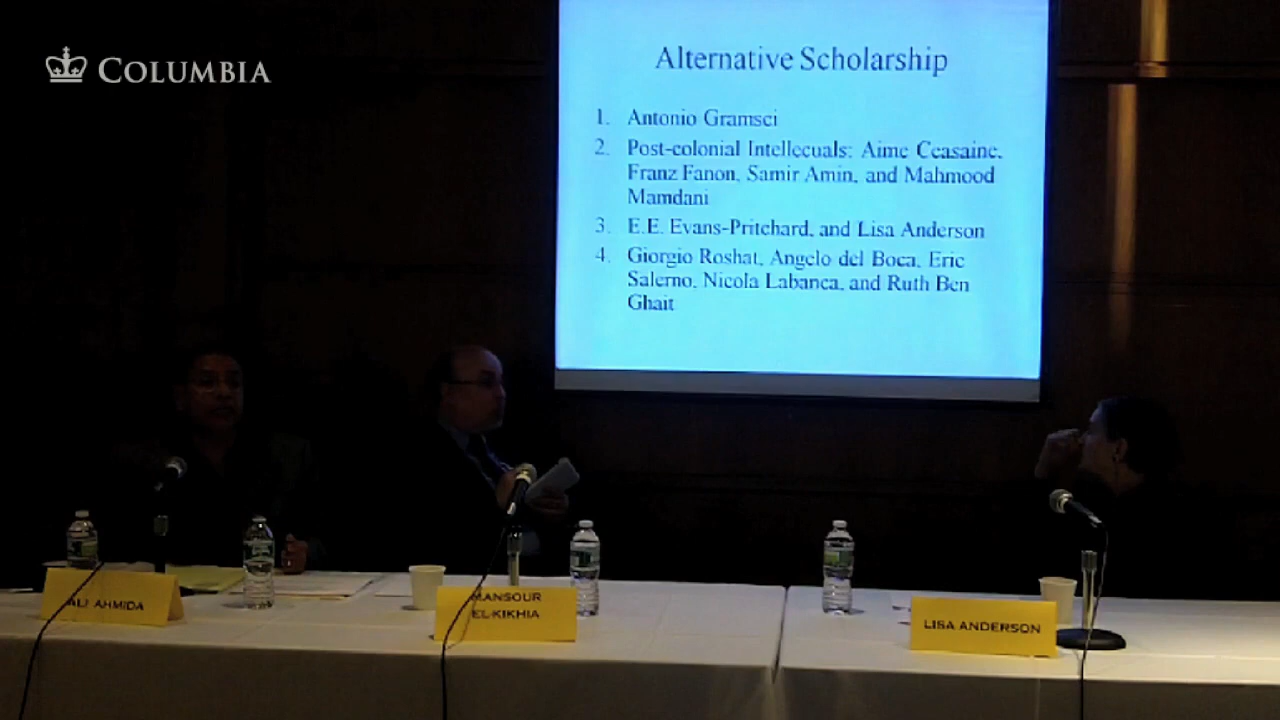 COLUMBIA
Alternative Scholarship
1. Antonio Gramsci
2. Post-colonial Intellecuals: Aime Ceasaine,
Franz Fanon, Samir Amin, and Mahmood
Mamdani
3. E.E. Evans-Pritchard, and Lisa Anderson
4. Giorgio Roshat, Angelo del Boca, Eric
Salerno, Nicola Labanca, and Ruth Ben
Ghait
ALI AHMIDA
MANSOUR
EL-KIKHIA
LISA ANDERSON